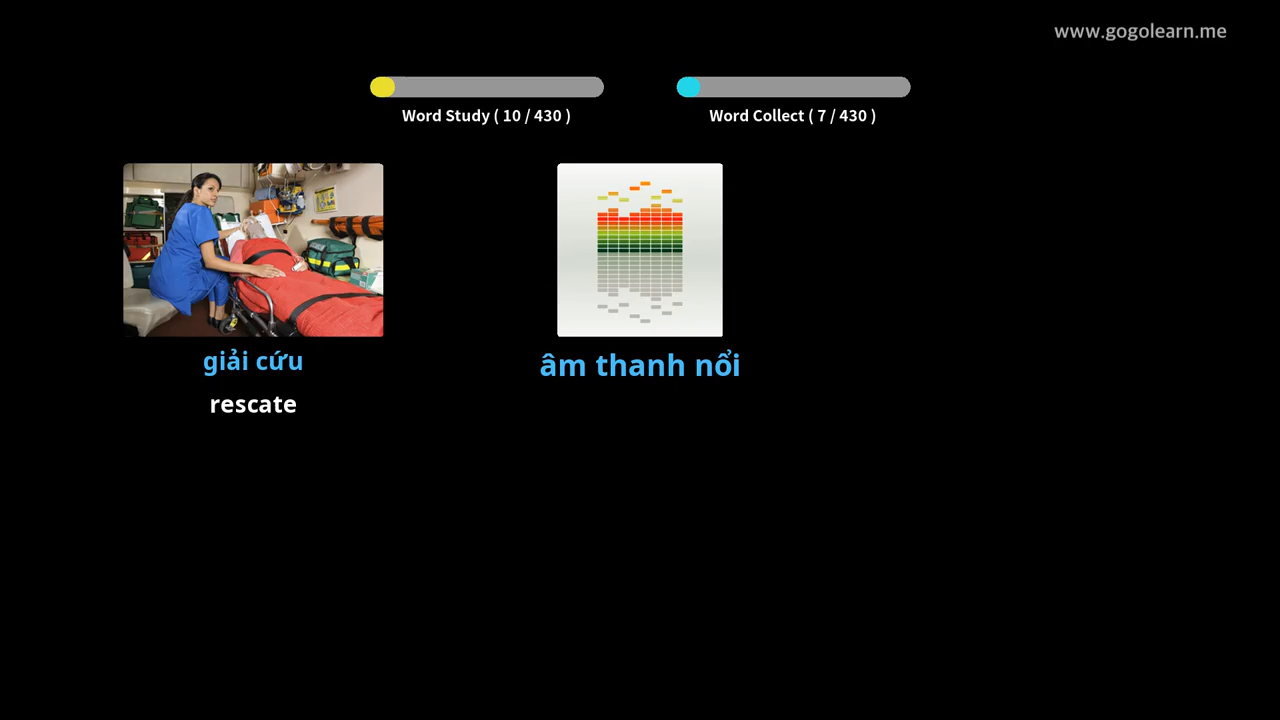 www.gogolearn.me
Word Study ( 10 / 430 )
Word Collect ( 7 / 430 )
giải cứu
rescate
âm thanh nổi